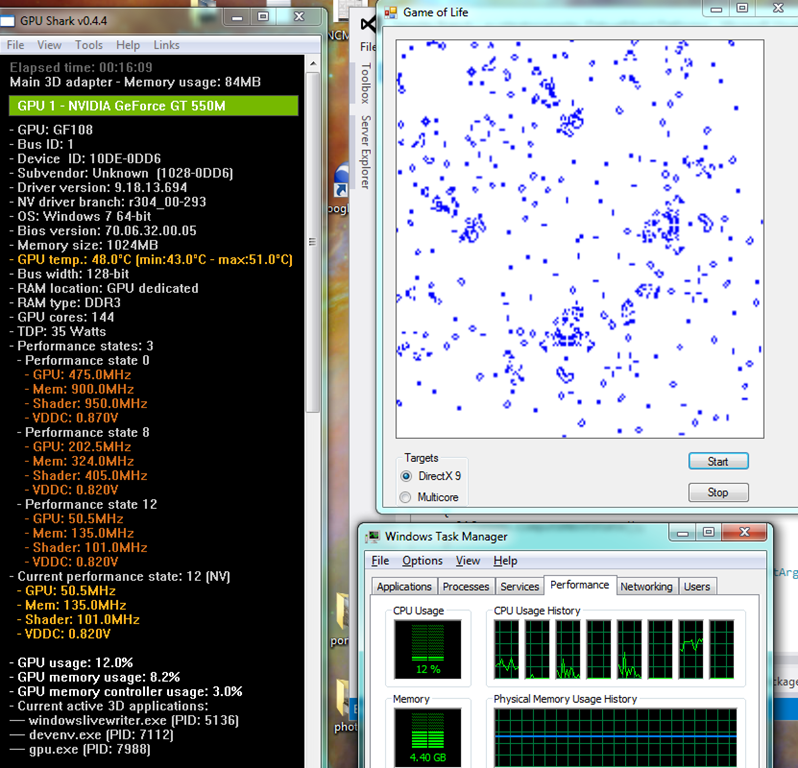 GPU Shark v0.4.4
File View Tools Help Links
Elapsed time: 00:16:09
Main 3D adapter - Memory usage: 84MB
GPU 1 - NVIDIA GeForce GT 550M
- GPU: GF108
- Bus ID: 1
- Device ID: 10DE-0DD6
- Subvendor: Unknown (1028-0DD6)
- Driver version: 9.18.13.694
- NV driver branch: r304_00-293
- OS: Windows 7 64-bit
- Bios version: 70.06.32.00.05
- Memory size: 1024MB
- GPU temp.: 48.0°C (min:43.0°C - max:51.0°C)
- Bus width: 128-bit
- RAM location: GPU dedicated
- RAM type: DDR3
- GPU cores: 144
- TDP: 35 Watts
- Performance states: 3
- Performance state 0
- GPU: 475.0MHz
- Mem: 900.0MHz
- Shader: 950.0MHz
- VDDC: 0.870V
- Performance state 8
- GPU: 202.5MHz
- Mem: 324.0MHz
- Shader: 405.0MHz
- VDDC: 0.820V
- Performance state 12
- GPU: 50.5MHz
- Mem: 135.0MHz
- Shader: 101.0MHz
- VDDC: 0.820V
- Current performance state: 12 (NV)
- GPU: 50.5MHz
- Mem: 135.0MHz
- Shader: 101.0MHz
- VDDC: 0.820V
- GPU usage: 12.0%
- GPU memory usage: 8.2%
- GPU memory controller usage: 3.0%
- Current active 3D applications:
— windowslivewriter.exe (PID: 5136)
— devenv.exe (PID: 7112)
— gpu.exe (PID: 7988)
File
Toolbox
Server Explorer
Game of Life
Targets
DirectX 9
Multicore
Start
Stop
Windows Task Manager
File Options View Help
Applications Processes Services Performance Networking Users
CPU Usage
12 %
CPU Usage History
Memory
4.40 GB
Physical Memory Usage History